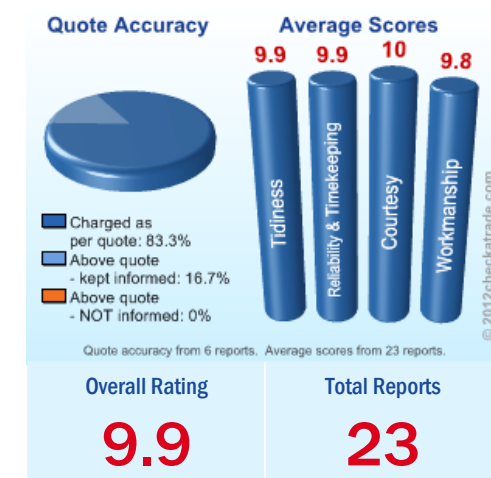 Quote Accuracy
Average Scores
9.9
9.9
10
9.8
Tidiness
Reliability & Timekeeping
Courtesy
Workmanship
Charged as
per quote: 83.3%
Above quote
- kept informed: 16.7%
Above quote
- NOT informed: 0%
© 2012checkatrade.com
Quote accuracy from 6 reports. Average scores from 23 reports.
Overall Rating
Total Reports
9.9
23